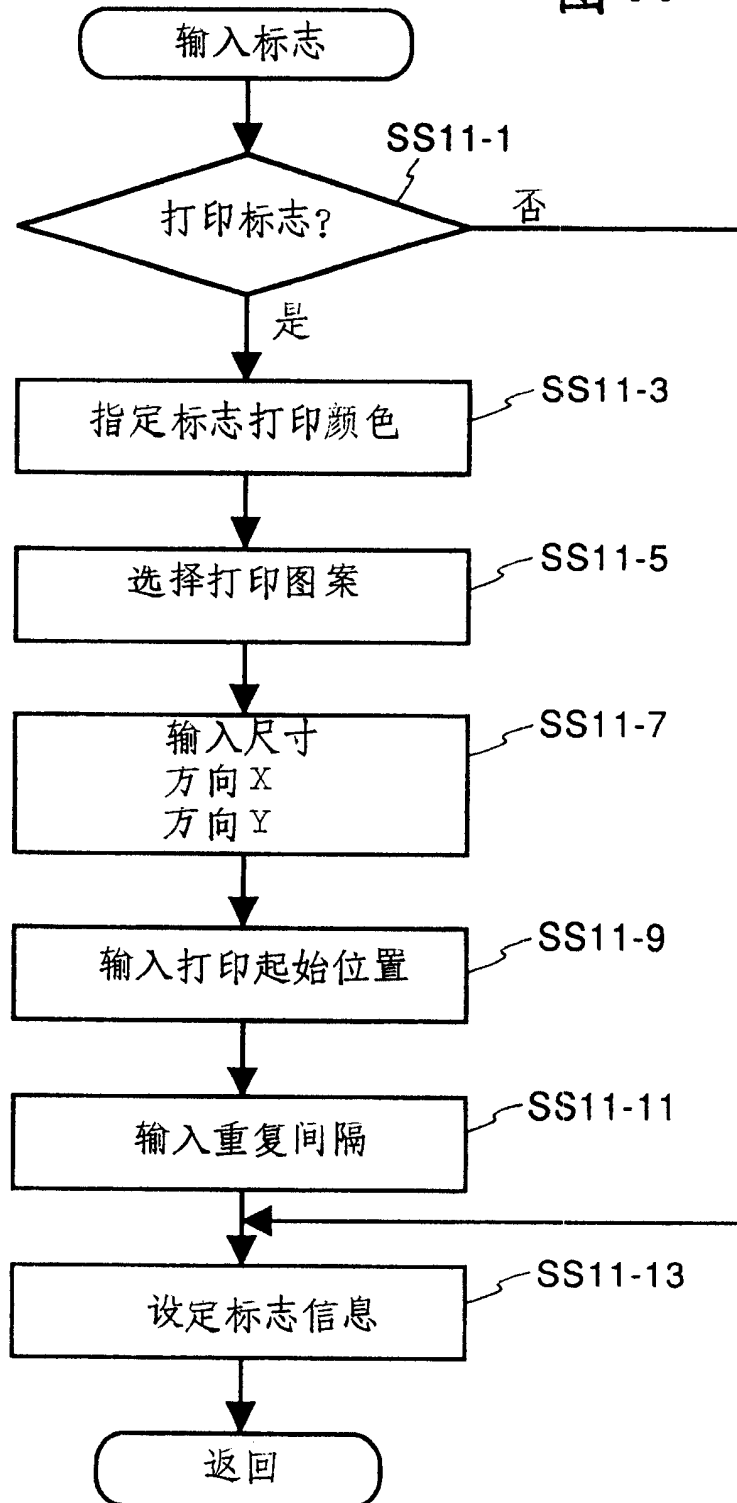 输入标志
SS11-1
打印标志?
否
是
SS11-3
指定标志打印颜色
SS11-5
选择打印图案
SS11-7
输入尺寸
方向X
方向Y
SS11-9
输入打印起始位置
SS11-11
输入重复间隔
SS11-13
设定标志信息
返回